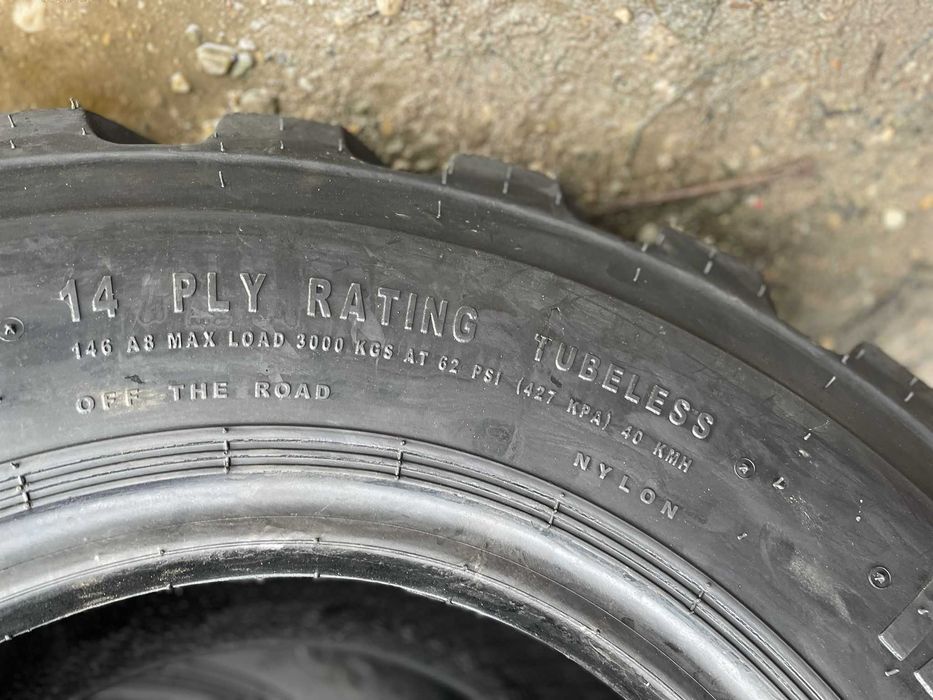 14 PLY RATING TUBELESS
146 A8 MAX LOAD 3000 KGS AT 62 PSI (427 KPA) 40 KMH
OFF THE ROAD NYLON